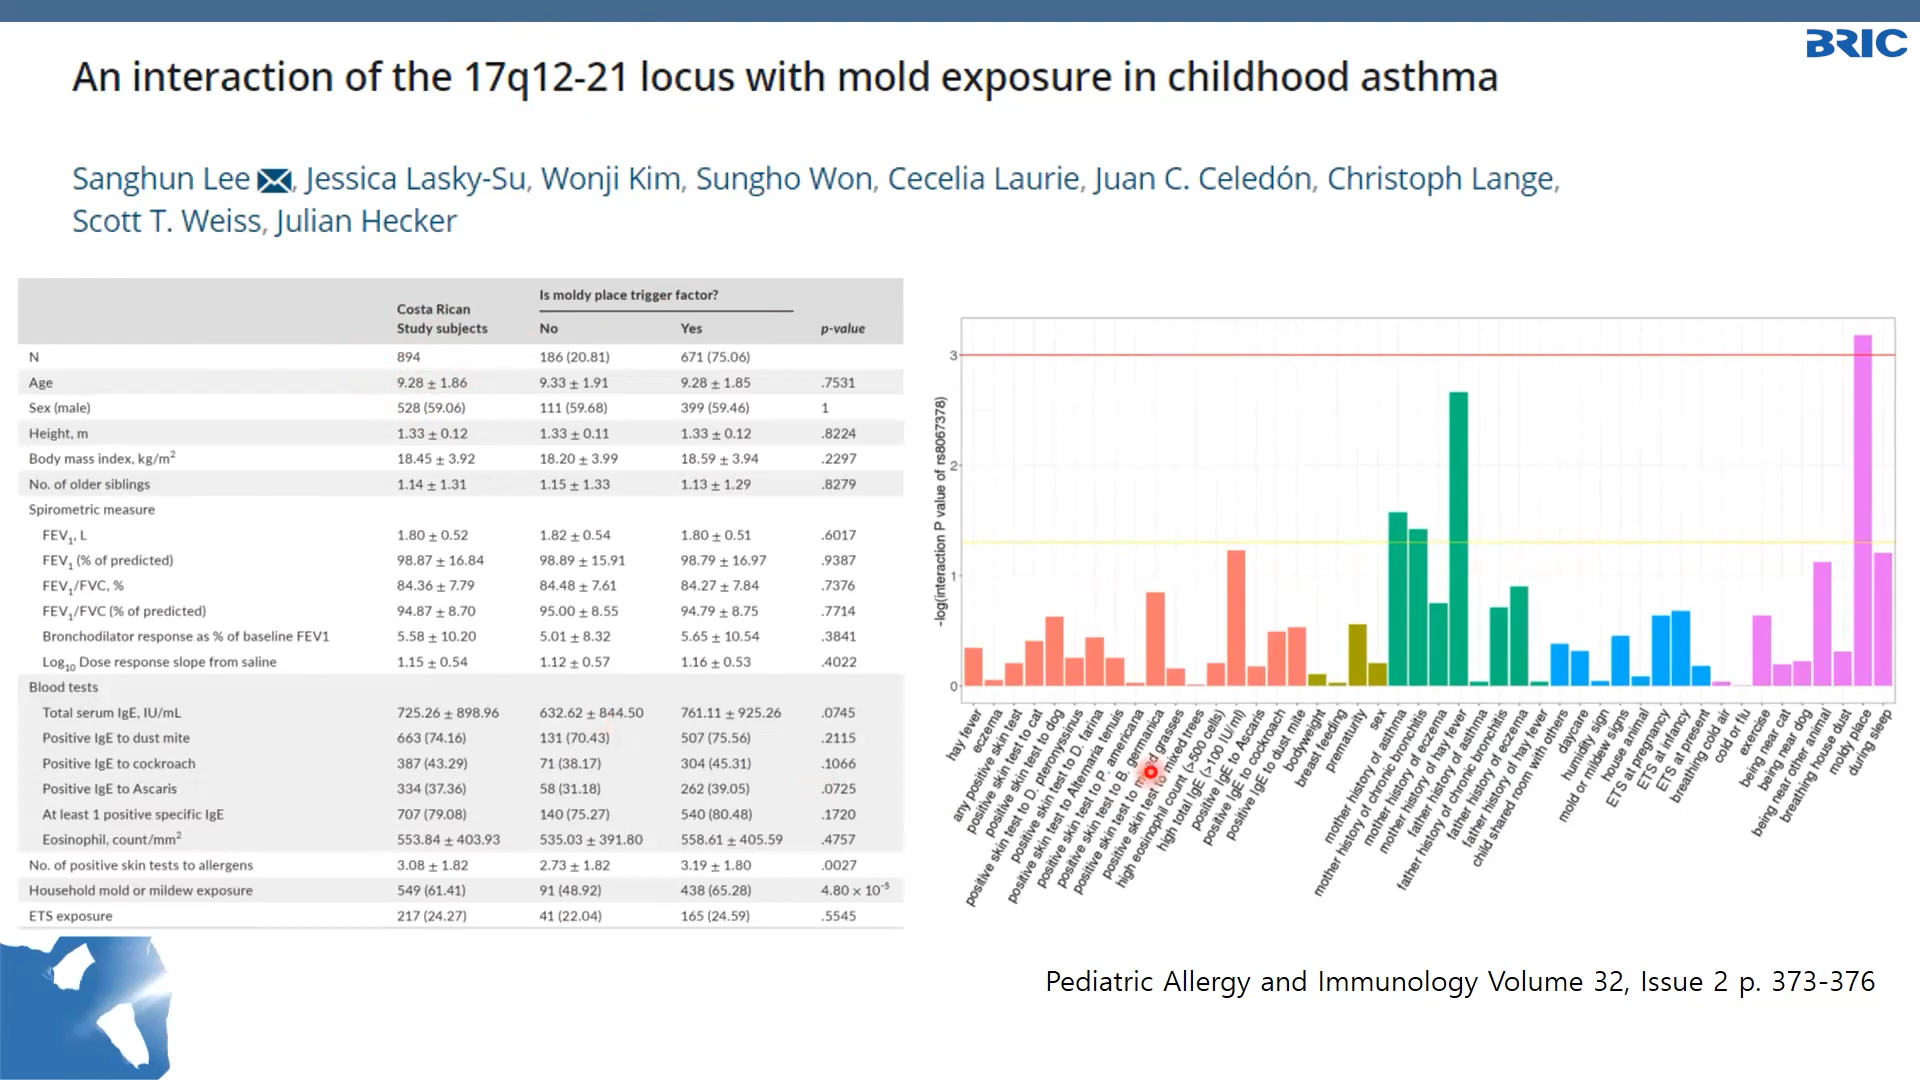 BRIC
An interaction of the 17q12-21 locus with mold exposure in childhood asthma
Sanghun Lee, Jessica Lasky-Su, Wonji Kim, Sungho Won, Cecelia Laurie, Juan C. Celedón, Christoph Lange,
Scott T. Weiss, Julian Hecker
Is moldy place trigger factor?
Costa Rican
Study subjects No Yes p-value
N 894 186 (20.81) 671 (75.06)
Age 9.28 ± 1.86 9.33 ± 1.91 9.28 ± 1.85 .7531
Sex (male) 528 (59.06) 111 (59.68) 399 (59.46) 1
Height, m 1.33 ± 0.12 1.33 ± 0.11 1.33 ± 0.12 .8224
Body mass index, kg/m2 18.45 ± 3.92 18.20 ± 3.99 18.59 ± 3.94 .2297
No. of older siblings 1.14 ± 1.31 1.15 ± 1.33 1.13 ± 1.29 .8279
Spirometric measure
FEV1, L 1.80 ± 0.52 1.82 ± 0.54 1.80 ± 0.51 .6017
FEV1 (% of predicted) 98.87 ± 16.84 98.89 ± 15.91 98.79 ± 16.97 .9387
FEV1/FVC, % 84.36 ± 7.79 84.48 ± 7.61 84.27 ± 7.84 .7376
FEV1/FVC (% of predicted) 94.87 ± 8.70 95.00 ± 8.55 94.79 ± 8.75 .7714
Bronchodilator response as % of baseline FEV1 5.58 ± 10.20 5.01 ± 8.32 5.65 ± 10.54 .3841
Log10 Dose response slope from saline 1.15 ± 0.54 1.12 ± 0.57 1.16 ± 0.53 .4022
Blood tests
Total serum IgE, IU/mL 725.26 ± 898.96 632.62 ± 844.50 761.11 ± 925.26 .0745
Positive IgE to dust mite 663 (74.16) 131 (70.43) 507 (75.56) .2115
Positive IgE to cockroach 387 (43.29) 71 (38.17) 304 (45.31) .1066
Positive IgE to Ascaris 334 (37.36) 58 (31.18) 262 (39.05) .0725
At least 1 positive specific IgE 707 (79.08) 140 (75.27) 540 (80.48) .1720
Eosinophil, count/mm2 553.84 ± 403.93 535.03 ± 391.80 558.61 ± 405.59 .4757
No. of positive skin tests to allergens 3.08 ± 1.82 2.73 ± 1.82 3.19 ± 1.80 .0027
Household mold or mildew exposure 549 (61.41) 91 (48.92) 438 (65.28) 4.80 × 10-5
ETS exposure 217 (24.27) 41 (22.04) 165 (24.59) .5545
-log(interaction P value of rs8067378)
3
2
1
0
hay fever
eczema
any positive skin test
positive skin test to cat
positive skin test to dog
positive skin test to D. pteronyssinus
positive skin test to D. farina
positive skin test to Alternaria tenuis
positive skin test to P. americana
positive skin test to B. germanica
positive skin test to mixed grasses
positive skin test to mixed trees
high eosinophil count (>500 cells)
high total IgE (>100 IU/ml)
positive IgE to Ascaris
positive IgE to cockroach
positive IgE to dust mite
bodyweight
breast feeding
prematurity
sex
mother history of asthma
mother history of chronic bronchitis
mother history of eczema
mother history of hay fever
father history of asthma
father history of chronic bronchitis
father history of eczema
father history of hay fever
child shared room with others
daycare
humidity sign
mold or mildew signs
house animal
ETS at pregnancy
ETS at infancy
ETS at present
breathing cold air
cold or flu
exercise
being near cat
being near dog
being near other animal
breathing house dust
moldy place
during sleep
Pediatric Allergy and Immunology Volume 32, Issue 2 p. 373-376